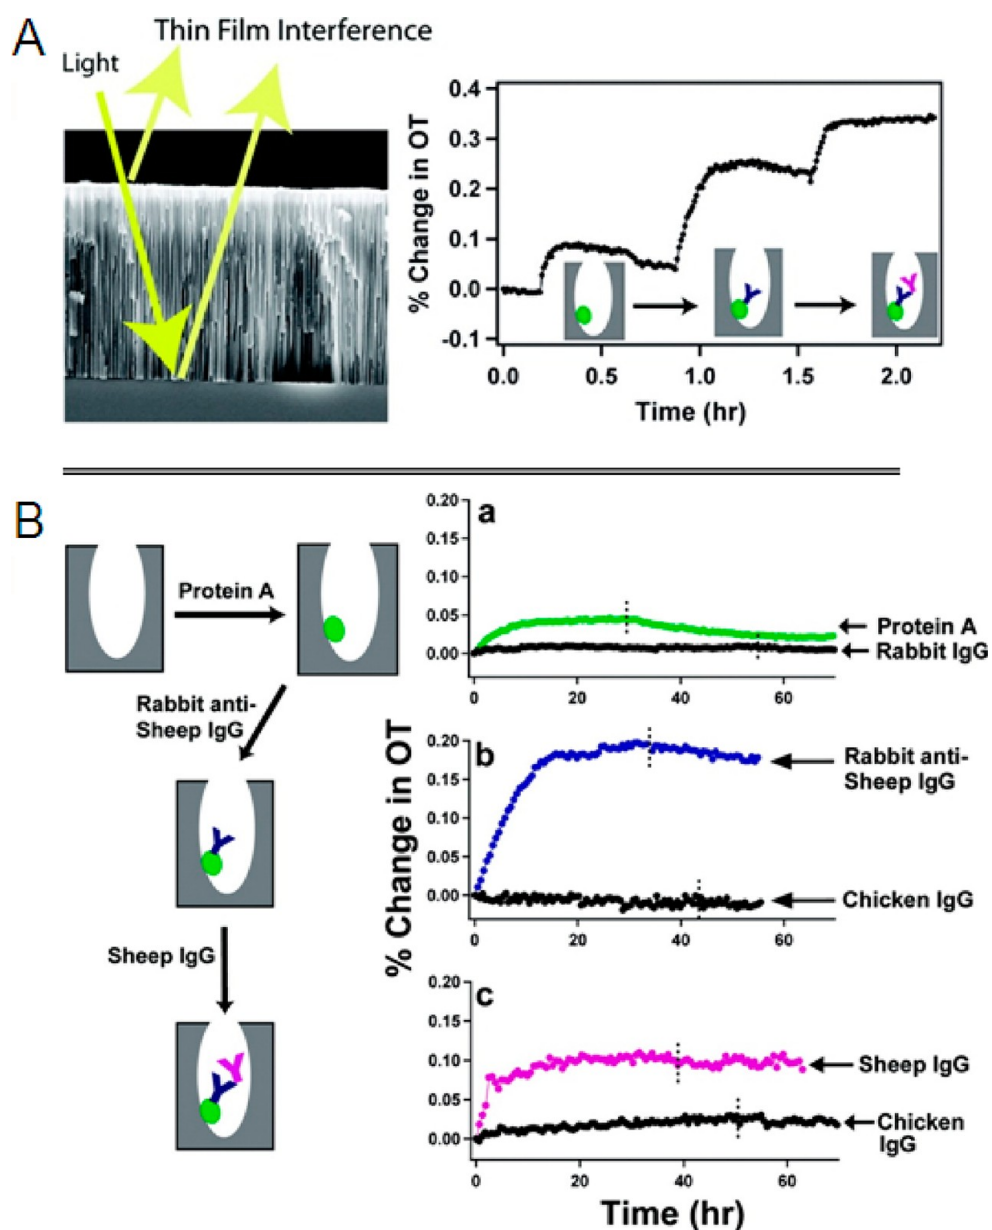 A
Thin Film Interference
Light
% Change in OT
0.4
0.3
0.2
0.1
0.0
-0.1
0.0 0.5 1.0 1.5 2.0
Time (hr)
B
Protein A
Rabbit anti-
Sheep IgG
Sheep IgG
% Change in OT
a
0.20
0.15
0.10
0.05
0.00
Protein A
Rabbit IgG
0 20 40 60
b
0.20
0.15
0.10
0.05
0.00
Rabbit anti-
Sheep IgG
Chicken IgG
0 20 40 60
c
0.20
0.15
0.10
0.05
0.00
Sheep IgG
Chicken
IgG
0 20 40 60
Time (hr)